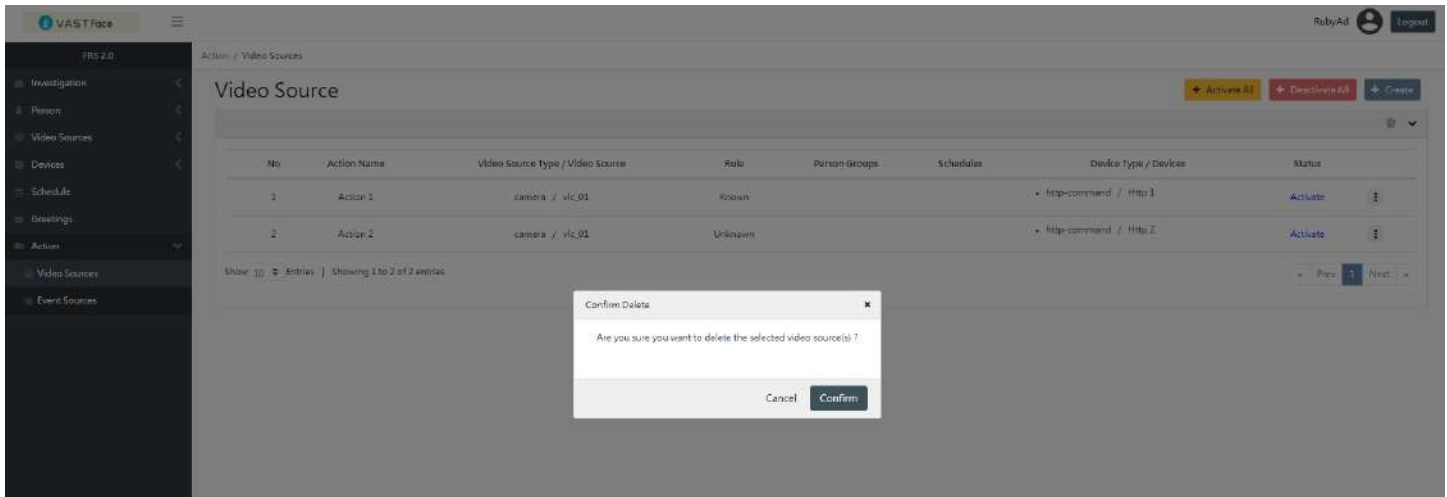 VAST Face
RubyAd
Logout
FRS 2.0
Action / Video Sources
Investigation
Person
Video Sources
Devices
Schedule
Greetings
Action
Video Sources
Event Sources
Video Source
+ Activate All
+ Deactivate All
+ Create
No Action Name Video Source Type / Video Source Rule Person Groups Schedules Device Type / Devices Status
1 Action 1 camera / vlc_01 Known • http-command / Http 1 Activate
2 Action 2 camera / vlc_01 Unknown • http-command / Http 2 Activate
Show 10 Entries | Showing 1 to 2 of 2 entries
« Prev 1 Next »
Confirm Delete
Are you sure you want to delete the selected video source(s) ?
Cancel Confirm